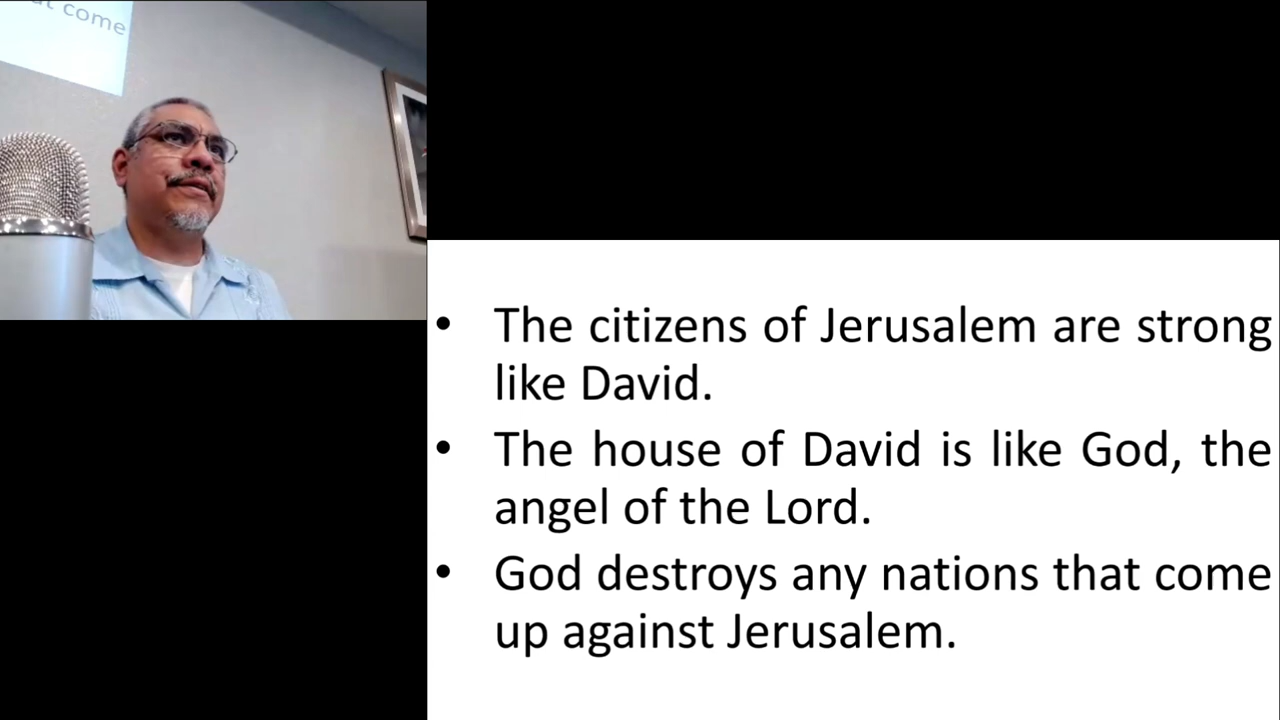 at come
• The citizens of Jerusalem are strong
like David.
• The house of David is like God, the
angel of the Lord.
• God destroys any nations that come
up against Jerusalem.